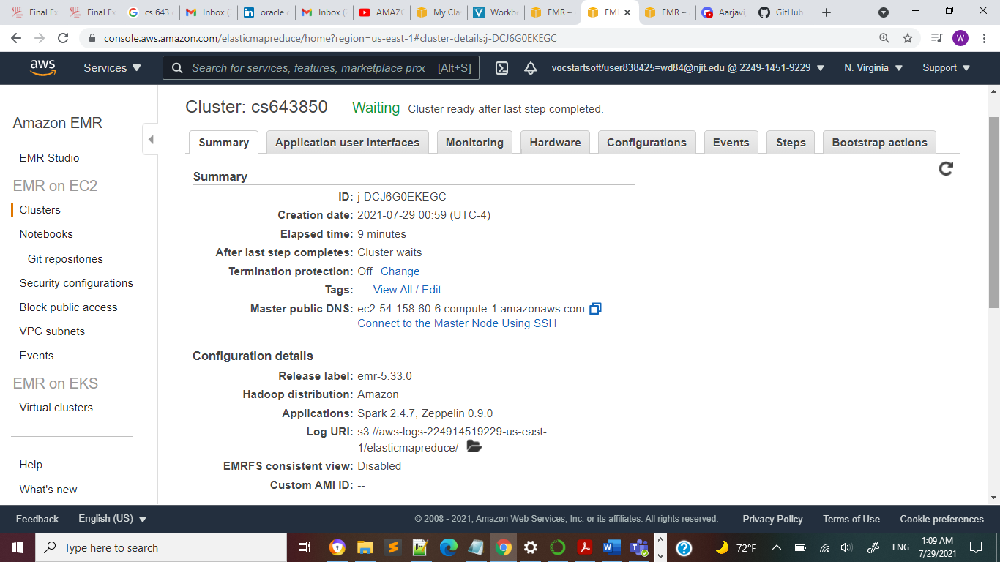 Final Ex
Final Ex
cs 643
Inbox (
oracle c
Inbox (
AMAZ
My Cla
Workb
EMR –
EM
EMR –
Aarjavi
GitHub
console.aws.amazon.com/elasticmapreduce/home?region=us-east-1#cluster-details:j-DCJ6G0EKEGC
W
aws
Services
Search for services, features, marketplace produ
[Alt+S]
vocstartsoft/user838425=wd84@njit.edu @ 2249-1451-9229
N. Virginia
Support
Amazon EMR
EMR Studio
EMR on EC2
Clusters
Notebooks
Git repositories
Security configurations
Block public access
VPC subnets
Events
EMR on EKS
Virtual clusters
Help
What's new
Cluster: cs643850 Waiting Cluster ready after last step completed.
Summary Application user interfaces Monitoring Hardware Configurations Events Steps Bootstrap actions
Summary
ID: j-DCJ6G0EKEGC
Creation date: 2021-07-29 00:59 (UTC-4)
Elapsed time: 9 minutes
After last step completes: Cluster waits
Termination protection: Off Change
Tags: -- View All / Edit
Master public DNS: ec2-54-158-60-6.compute-1.amazonaws.com
Connect to the Master Node Using SSH
Configuration details
Release label: emr-5.33.0
Hadoop distribution: Amazon
Applications: Spark 2.4.7, Zeppelin 0.9.0
Log URI: s3://aws-logs-224914519229-us-east-
1/elasticmapreduce/
EMRFS consistent view: Disabled
Custom AMI ID: --
Feedback English (US) © 2008 - 2021, Amazon Web Services, Inc. or its affiliates. All rights reserved. Privacy Policy Terms of Use Cookie preferences
Type here to search
72°F
ENG
1:09 AM
7/29/2021